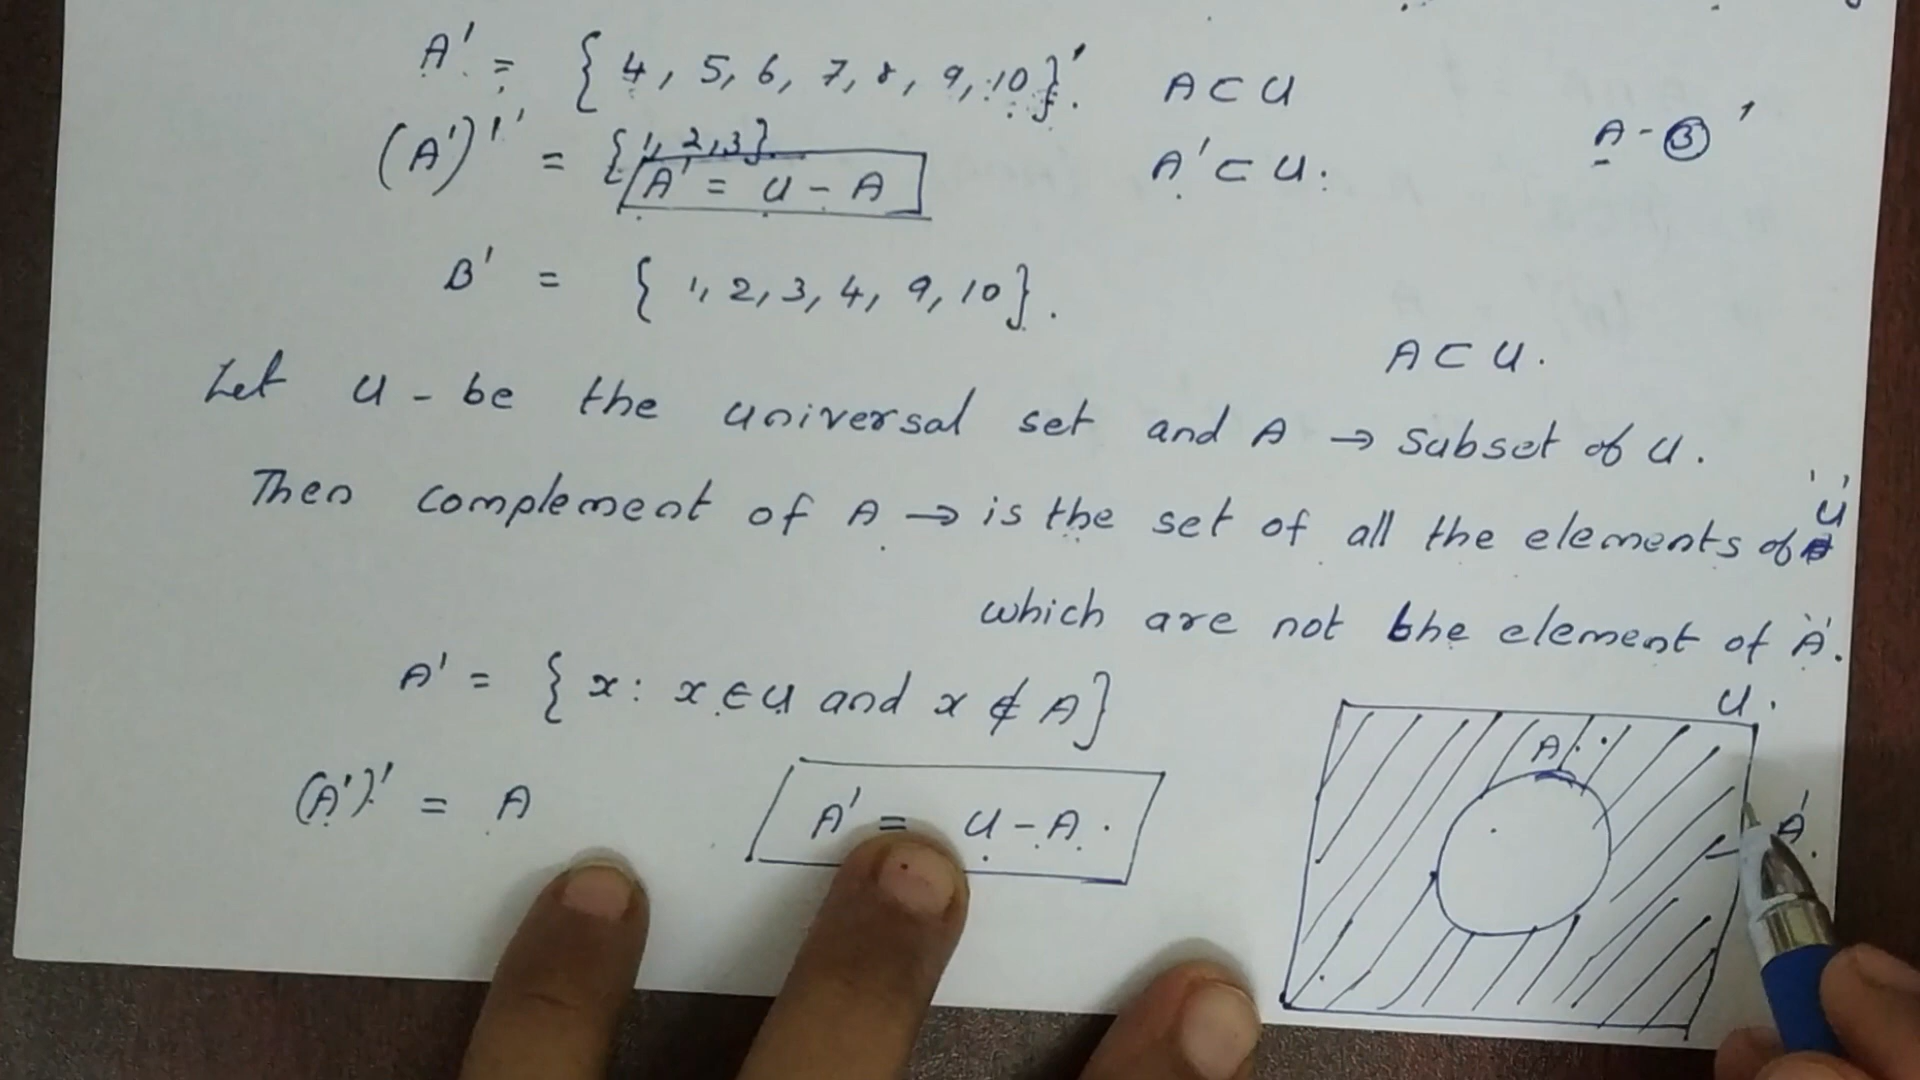 A' = {4, 5, 6, 7, 8, 9, 10}'. A ⊂ U
(A')'' = {1, 2, 3} A' ⊂ U. A - B '
A' = U - A
B' = {1, 2, 3, 4, 9, 10}.
A ⊂ U.
Let U - be the universal set and A → Subset of U.
Then complement of A → is the set of all the elements of U
which are not the element of A.
A' = {x : x ∈ U and x ∉ A}
U.
A
(A')' = A A' = U - A. A'